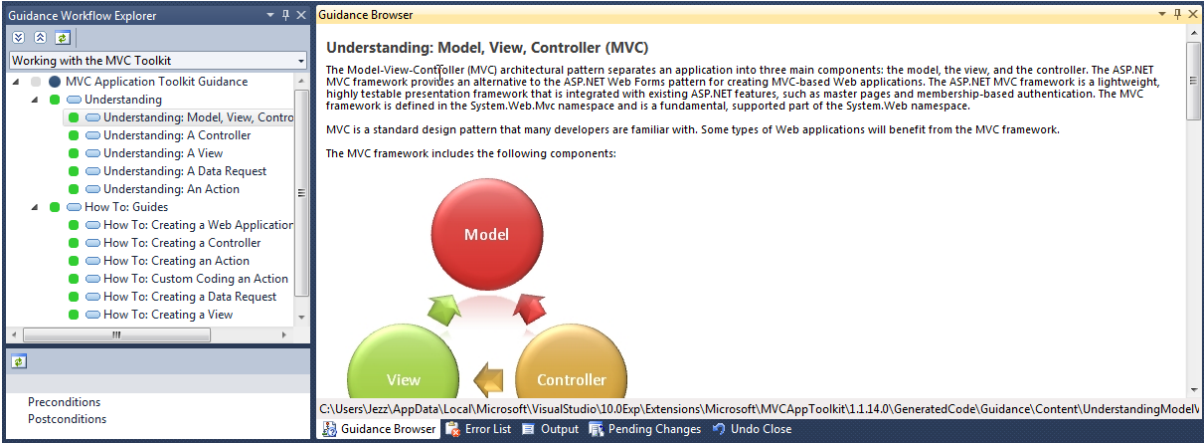 Guidance Workflow Explorer
Working with the MVC Toolkit
MVC Application Toolkit Guidance
Understanding
Understanding: Model, View, Contro
Understanding: A Controller
Understanding: A View
Understanding: A Data Request
Understanding: An Action
How To: Guides
How To: Creating a Web Application
How To: Creating a Controller
How To: Creating an Action
How To: Custom Coding an Action
How To: Creating a Data Request
How To: Creating a View
Preconditions
Postconditions
Guidance Browser
Understanding: Model, View, Controller (MVC)
The Model-View-Controller (MVC) architectural pattern separates an application into three main components: the model, the view, and the controller. The ASP.NET
MVC framework provides an alternative to the ASP.NET Web Forms pattern for creating MVC-based Web applications. The ASP.NET MVC framework is a lightweight,
highly testable presentation framework that is integrated with existing ASP.NET features, such as master pages and membership-based authentication. The MVC
framework is defined in the System.Web.Mvc namespace and is a fundamental, supported part of the System.Web namespace.
MVC is a standard design pattern that many developers are familiar with. Some types of Web applications will benefit from the MVC framework.
The MVC framework includes the following components:
Model
View
Controller
C:\Users\Jezz\AppData\Local\Microsoft\VisualStudio\10.0Exp\Extensions\Microsoft\MVCAppToolkit\1.1.14.0\GeneratedCode\Guidance\Content\UnderstandingModelV
Guidance Browser
Error List
Output
Pending Changes
Undo Close